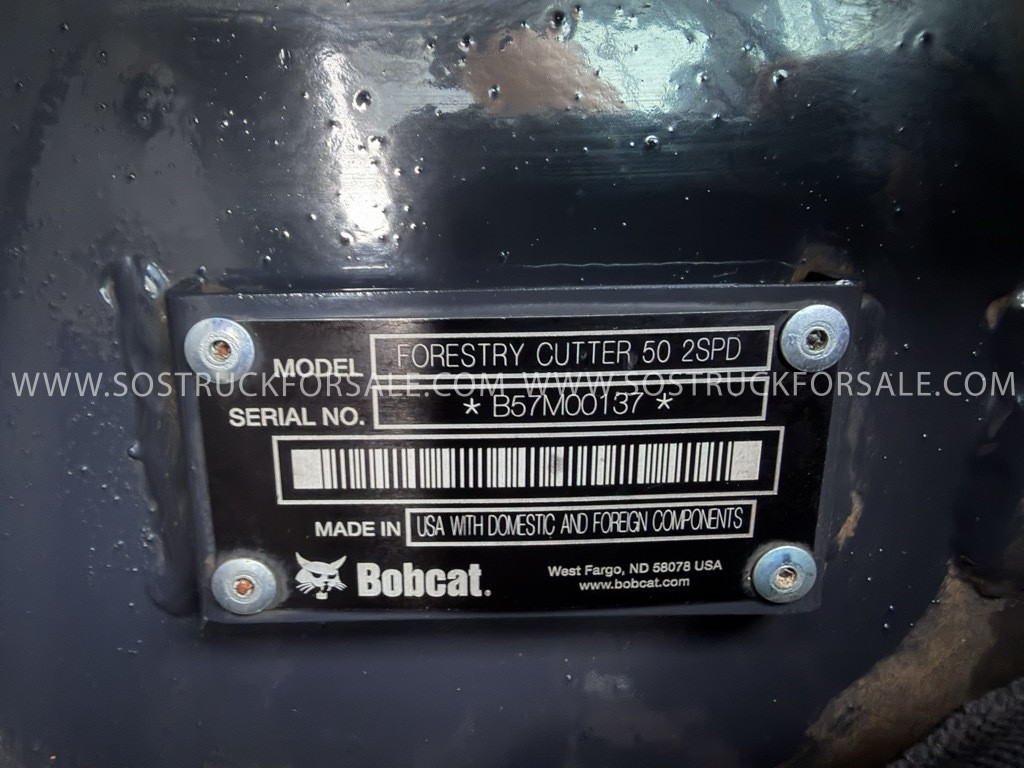 MODEL FORESTRY CUTTER 50 2SPD
WWW.SOSTRUCKFORSALE.COM WWW.SOSTRUCKFORSALE.COM
SERIAL NO. * B57M00137 *
MADE IN USA WITH DOMESTIC AND FOREIGN COMPONENTS
Bobcat.
West Fargo, ND 58078 USA
www.bobcat.com